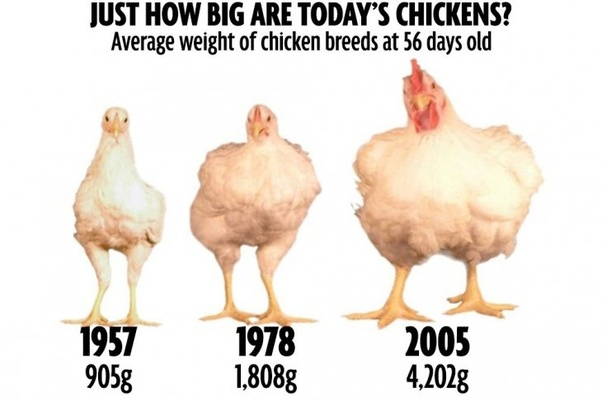 JUST HOW BIG ARE TODAY'S CHICKENS?
Average weight of chicken breeds at 56 days old
1957 1978 2005
905g 1,808g 4,202g